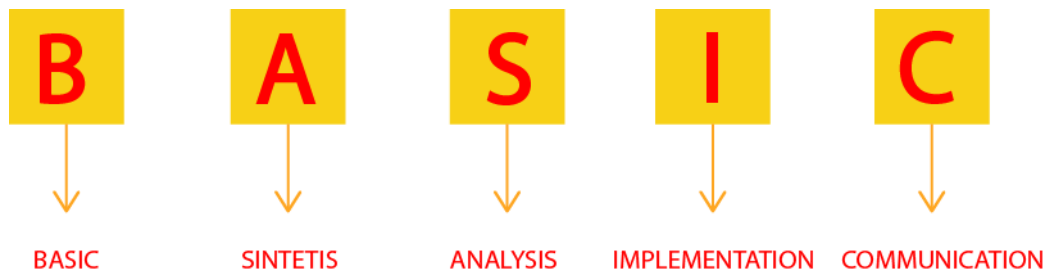 B A S I C
BASIC SINTETIS ANALYSIS IMPLEMENTATION COMMUNICATION